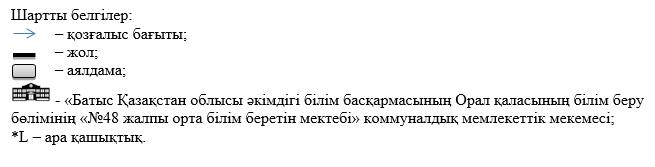 Шартты белгілер:
– қозғалыс бағыты;
– жол;
– аялдама;
- «Батыс Қазақстан облысы әкімдігі білім басқармасының Орал қаласының білім беру
бөлімінің «№48 жалпы орта білім беретін мектебі» коммуналдық мемлекеттік мекемесі;
*L – ара қашықтық.